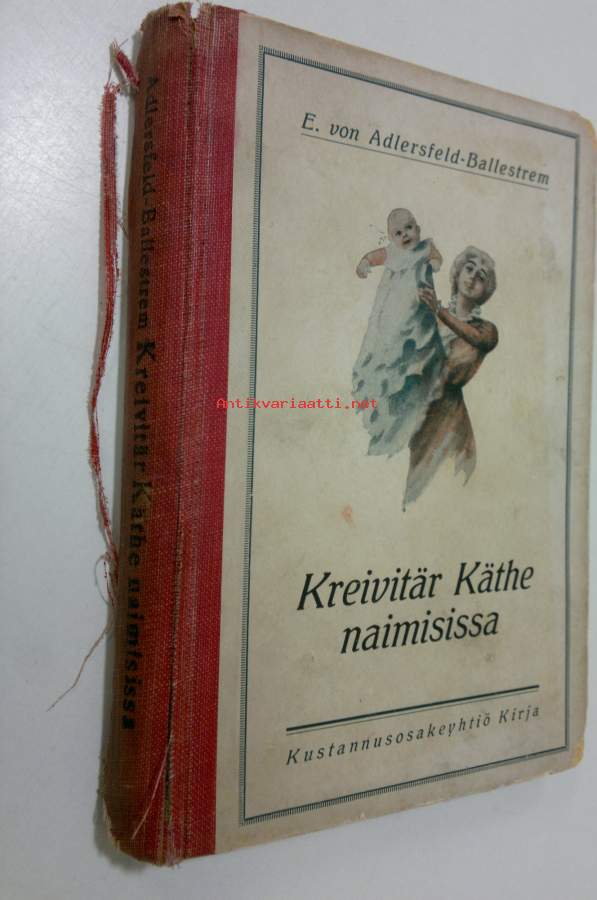 E. von Adlersfeld-Ballestrem
Kreivitär Käthe
naimisissa
Kustannusosakeyhtiö Kirja
Adlersfeld-Ballestrem Kreivitär Käthe naimisissa
Antikvariaatti.net